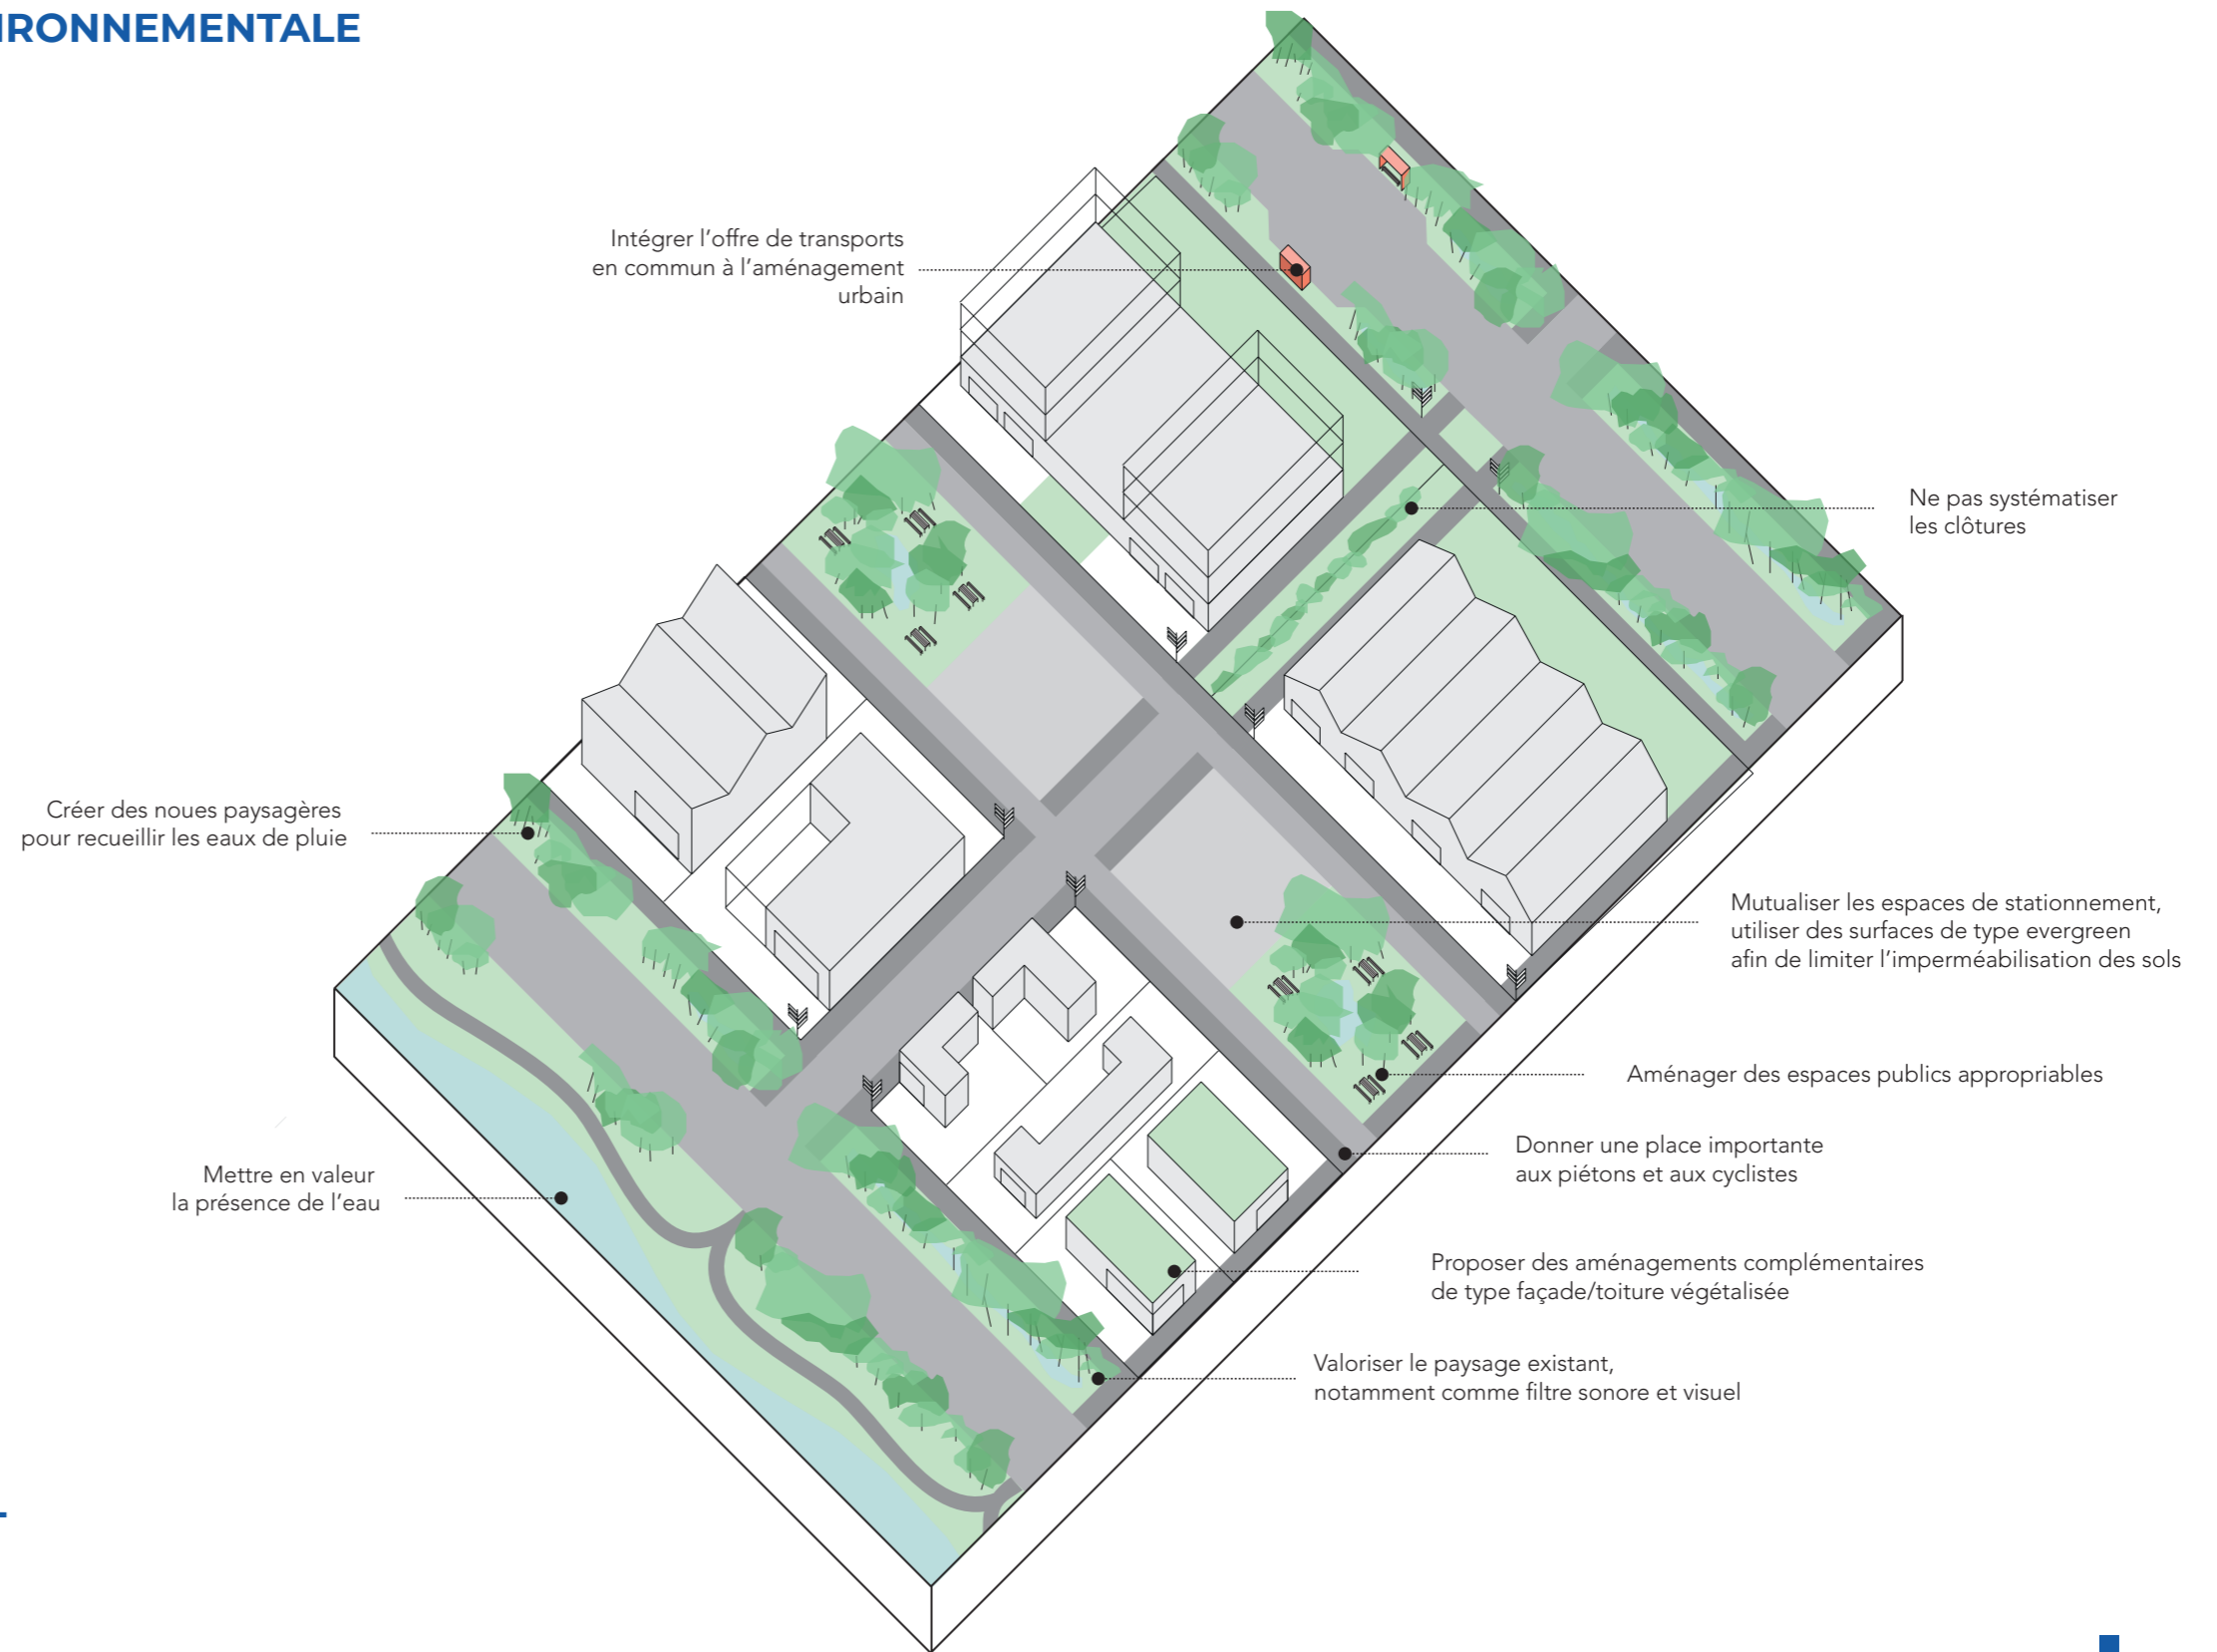 IRONNEMENTALE
Intégrer l’offre de transports
en commun à l’aménagement
urbain
Ne pas systématiser
les clôtures
Créer des noues paysagères
pour recueillir les eaux de pluie
Mutualiser les espaces de stationnement,
utiliser des surfaces de type evergreen
afin de limiter l’imperméabilisation des sols
Aménager des espaces publics appropriables
Mettre en valeur
la présence de l’eau
Donner une place importante
aux piétons et aux cyclistes
Proposer des aménagements complémentaires
de type façade/toiture végétalisée
Valoriser le paysage existant,
notamment comme filtre sonore et visuel